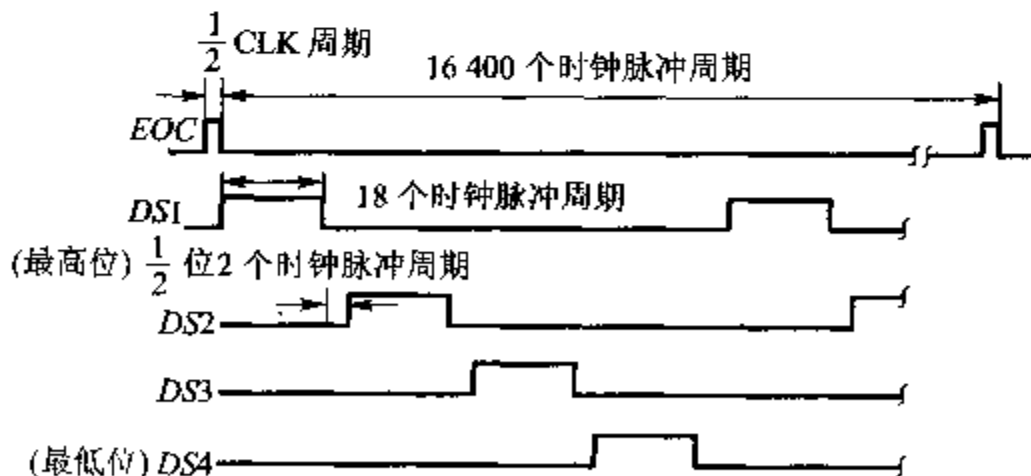 1/2 CLK 周期
16 400 个时钟脉冲周期
EOC
DS1
18 个时钟脉冲周期
(最高位) 1/2 位2 个时钟脉冲周期
DS2
DS3
(最低位) DS4